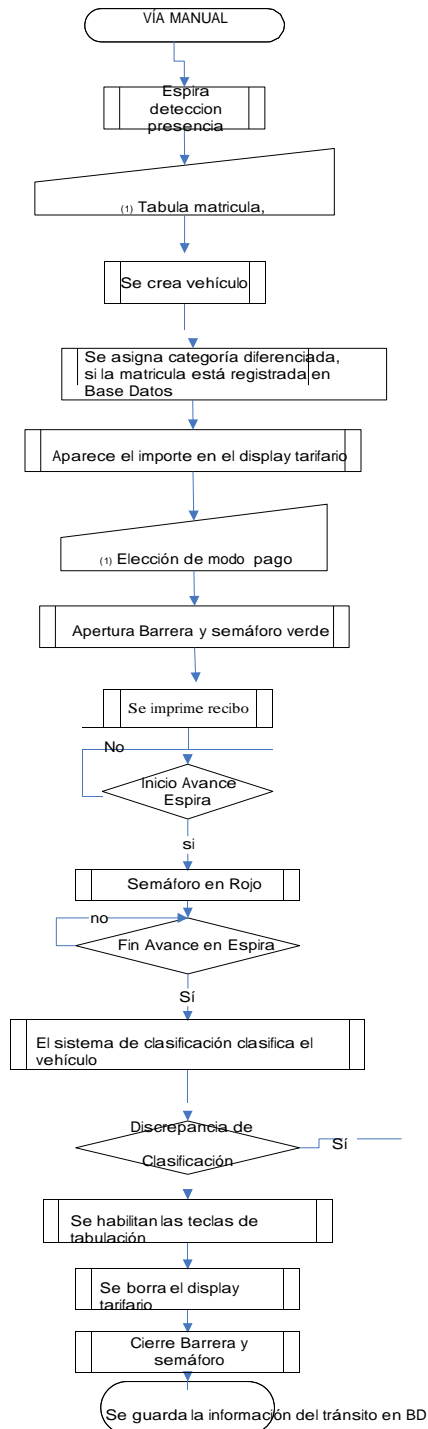 VÍA MANUAL
Espira
deteccion
presencia
(1) Tabula matricula,
Se crea vehículo
Se asigna categoría diferenciada,
si la matricula está registrada en
Base Datos
Aparece el importe en el display tarifario
(1) Elección de modo pago
Apertura Barrera y semáforo verde
Se imprime recibo
No
Inicio Avance
Espira
si
Semáforo en Rojo
no
Fin Avance en Espira
Sí
El sistema de clasificación clasifica el
vehículo
Discrepancia de
Clasificación
Sí
Se habilitan las teclas de
tabulación
Se borra el display
tarifario
Cierre Barrera y
semáforo
Se guarda la información del tránsito en BD